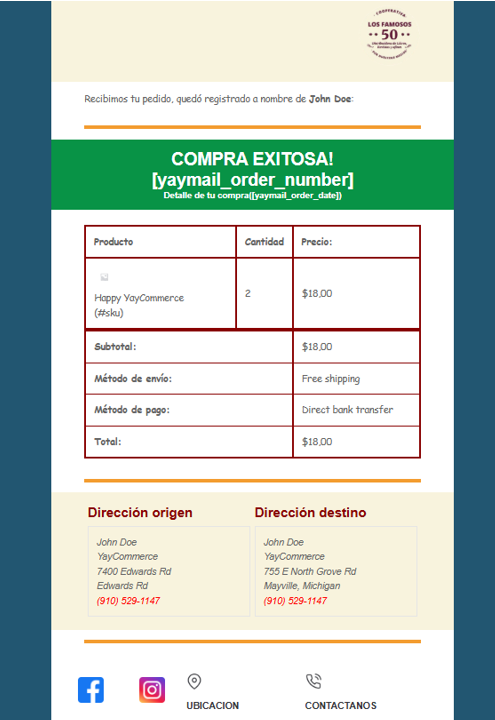 COOPERATIVA
LOS FAMOSOS
50
Recibimos tu pedido, quedó registrado a nombre de John Doe:
COMPRA EXITOSA!
[yaymail_order_number]
Detalle de tu compra([yaymail_order_date])
Producto Cantidad Precio:
Happy YayCommerce
(#sku)
2 $18,00
Subtotal: $18,00
Método de envío: Free shipping
Método de pago: Direct bank transfer
Total: $18,00
Dirección origen
John Doe
YayCommerce
7400 Edwards Rd
Edwards Rd
(910) 529-1147
Dirección destino
John Doe
YayCommerce
755 E North Grove Rd
Mayville, Michigan
(910) 529-1147
UBICACION
CONTACTANOS